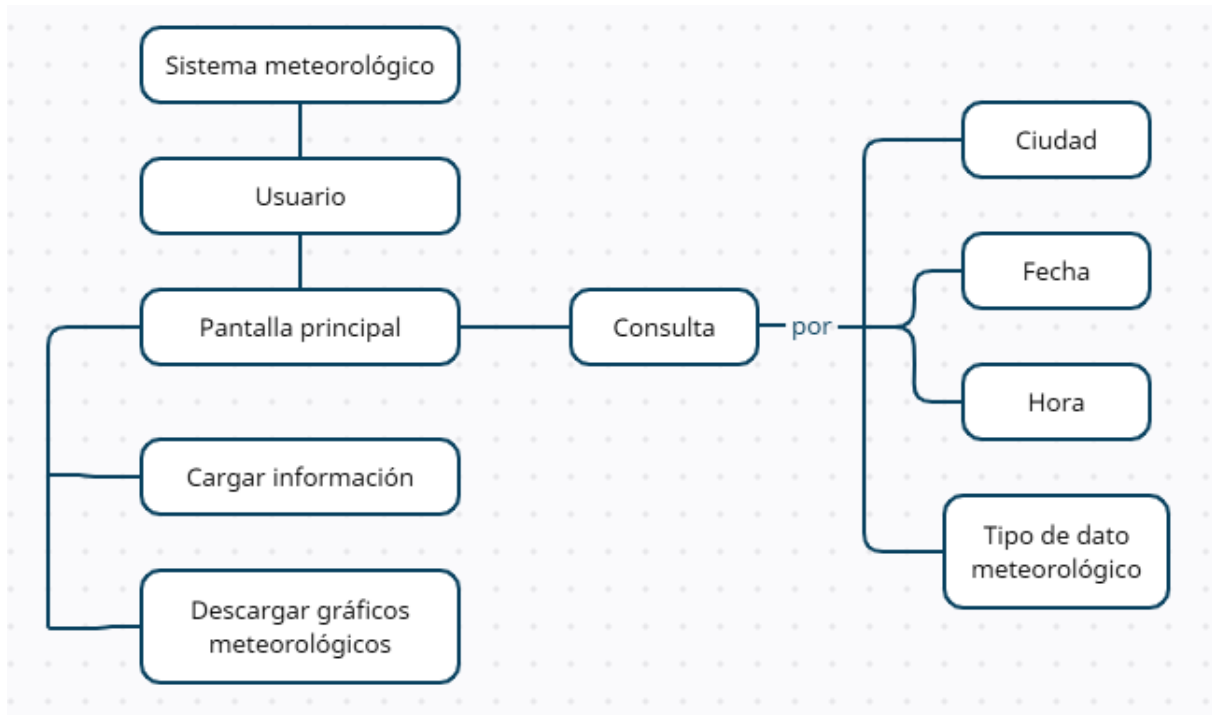 Sistema meteorológico
Usuario
Pantalla principal
Consulta
por
Ciudad
Fecha
Hora
Tipo de dato
meteorológico
Cargar información
Descargar gráficos
meteorológicos